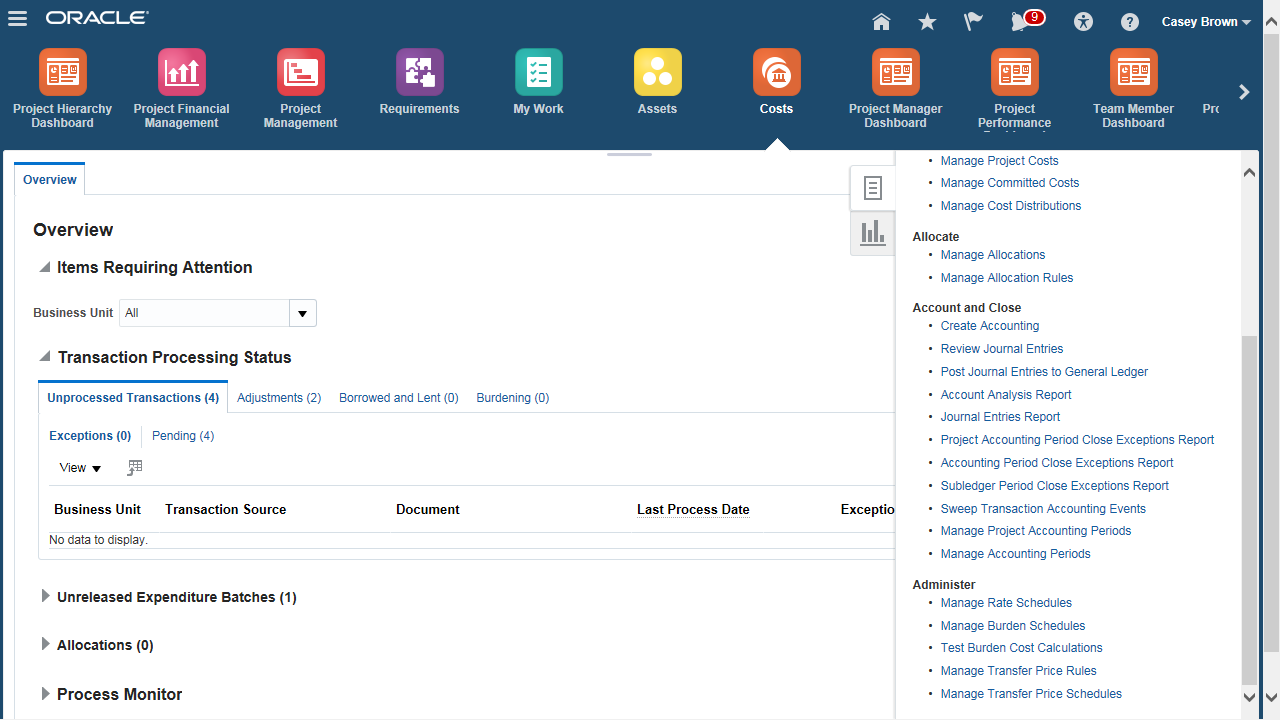 ORACLE
9
Casey Brown
Project Hierarchy
Dashboard
Project Financial
Management
Project
Management
Requirements
My Work
Assets
Costs
Project Manager
Dashboard
Project
Performance
Team Member
Dashboard
Overview
Overview
Items Requiring Attention
Business Unit All
Transaction Processing Status
Unprocessed Transactions (4) Adjustments (2) Borrowed and Lent (0) Burdening (0)
Exceptions (0) Pending (4)
View
Business Unit Transaction Source Document Last Process Date
No data to display.
Unreleased Expenditure Batches (1)
Allocations (0)
Process Monitor
• Manage Project Costs
• Manage Committed Costs
• Manage Cost Distributions
Allocate
• Manage Allocations
• Manage Allocation Rules
Account and Close
• Create Accounting
• Review Journal Entries
• Post Journal Entries to General Ledger
• Account Analysis Report
• Journal Entries Report
• Project Accounting Period Close Exceptions Report
• Accounting Period Close Exceptions Report
• Subledger Period Close Exceptions Report
• Sweep Transaction Accounting Events
• Manage Project Accounting Periods
• Manage Accounting Periods
Administer
• Manage Rate Schedules
• Manage Burden Schedules
• Test Burden Cost Calculations
• Manage Transfer Price Rules
• Manage Transfer Price Schedules